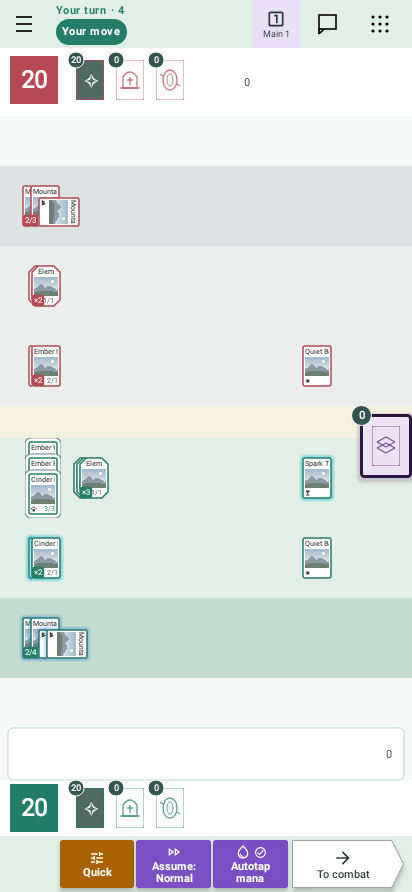 Your turn · 4
Your move
1
Main 1
20
20
0
0
0
Mounta
2/3
Mounta
Elem
×2
1/1
Ember
×2
2/1
Quiet B
0
Ember
Ember
Cinder
3/3
Elem
×3
1/1
Spark T
Cinder
×2
2/1
Quiet B
Mounta
2/4
Mounta
0
20
20
0
0
Quick
Assume:
Normal
Autotap
mana
To combat